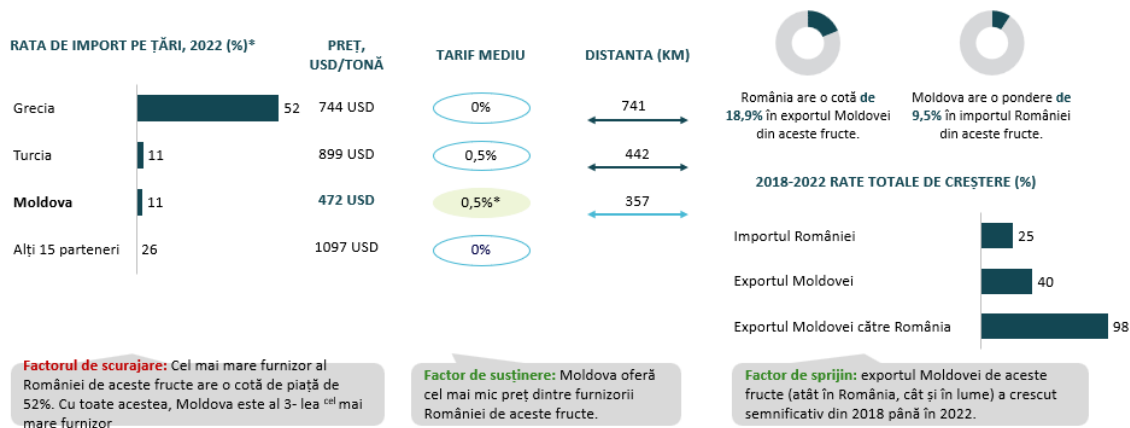 RATA DE IMPORT PE ȚĂRI, 2022 (%)*
PREȚ,
USD/TONĂ
TARIF MEDIU
DISTANTA (KM)
Grecia
52
744 USD
0%
741
Turcia
11
899 USD
0,5%
442
Moldova
11
472 USD
0,5%*
357
Alți 15 parteneri
26
1097 USD
0%
România are o cotă de
18,9% în exportul Moldovei
din aceste fructe.
Moldova are o pondere de
9,5% în importul României
din aceste fructe.
2018-2022 RATE TOTALE DE CREȘTERE (%)
Importul României
25
Exportul Moldovei
40
Exportul Moldovei către România
98
Factorul de scurajare: Cel mai mare furnizor al
României de aceste fructe are o cotă de piață de
52%. Cu toate acestea, Moldova este al 3- lea cel mai
mare furnizor
Factor de susținere: Moldova oferă
cel mai mic preț dintre furnizorii
României de aceste fructe.
Factor de sprijin: exportul Moldovei de aceste
fructe (atât în România, cât și în lume) a crescut
semnificativ din 2018 până în 2022.